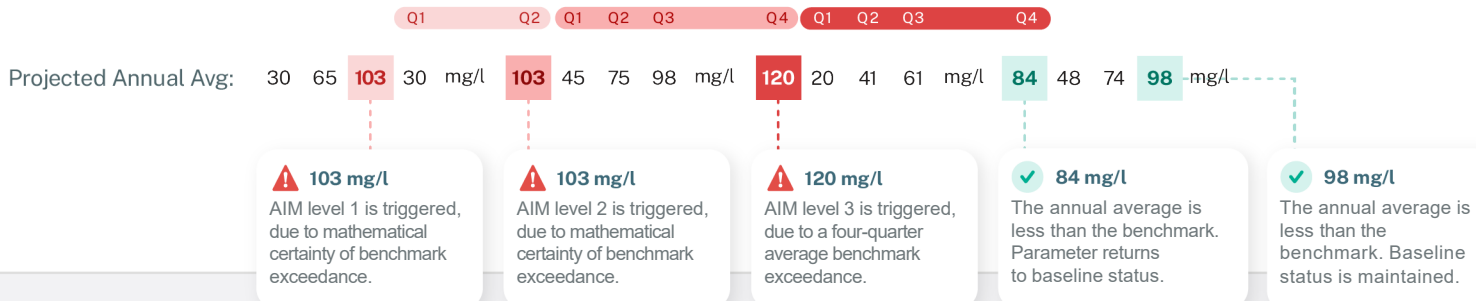 Q1 Q2 Q1 Q2 Q3 Q4 Q1 Q2 Q3 Q4
Projected Annual Avg: 30 65 103 30 mg/l 103 45 75 98 mg/l 120 20 41 61 mg/l 84 48 74 98 mg/l
103 mg/l
AIM level 1 is triggered,
due to mathematical
certainty of benchmark
exceedance.
103 mg/l
AIM level 2 is triggered,
due to mathematical
certainty of benchmark
exceedance.
120 mg/l
AIM level 3 is triggered,
due to a four-quarter
average benchmark
exceedance.
84 mg/l
The annual average is
less than the benchmark.
Parameter returns
to baseline status.
98 mg/l
The annual average is
less than the
benchmark. Baseline
status is maintained.